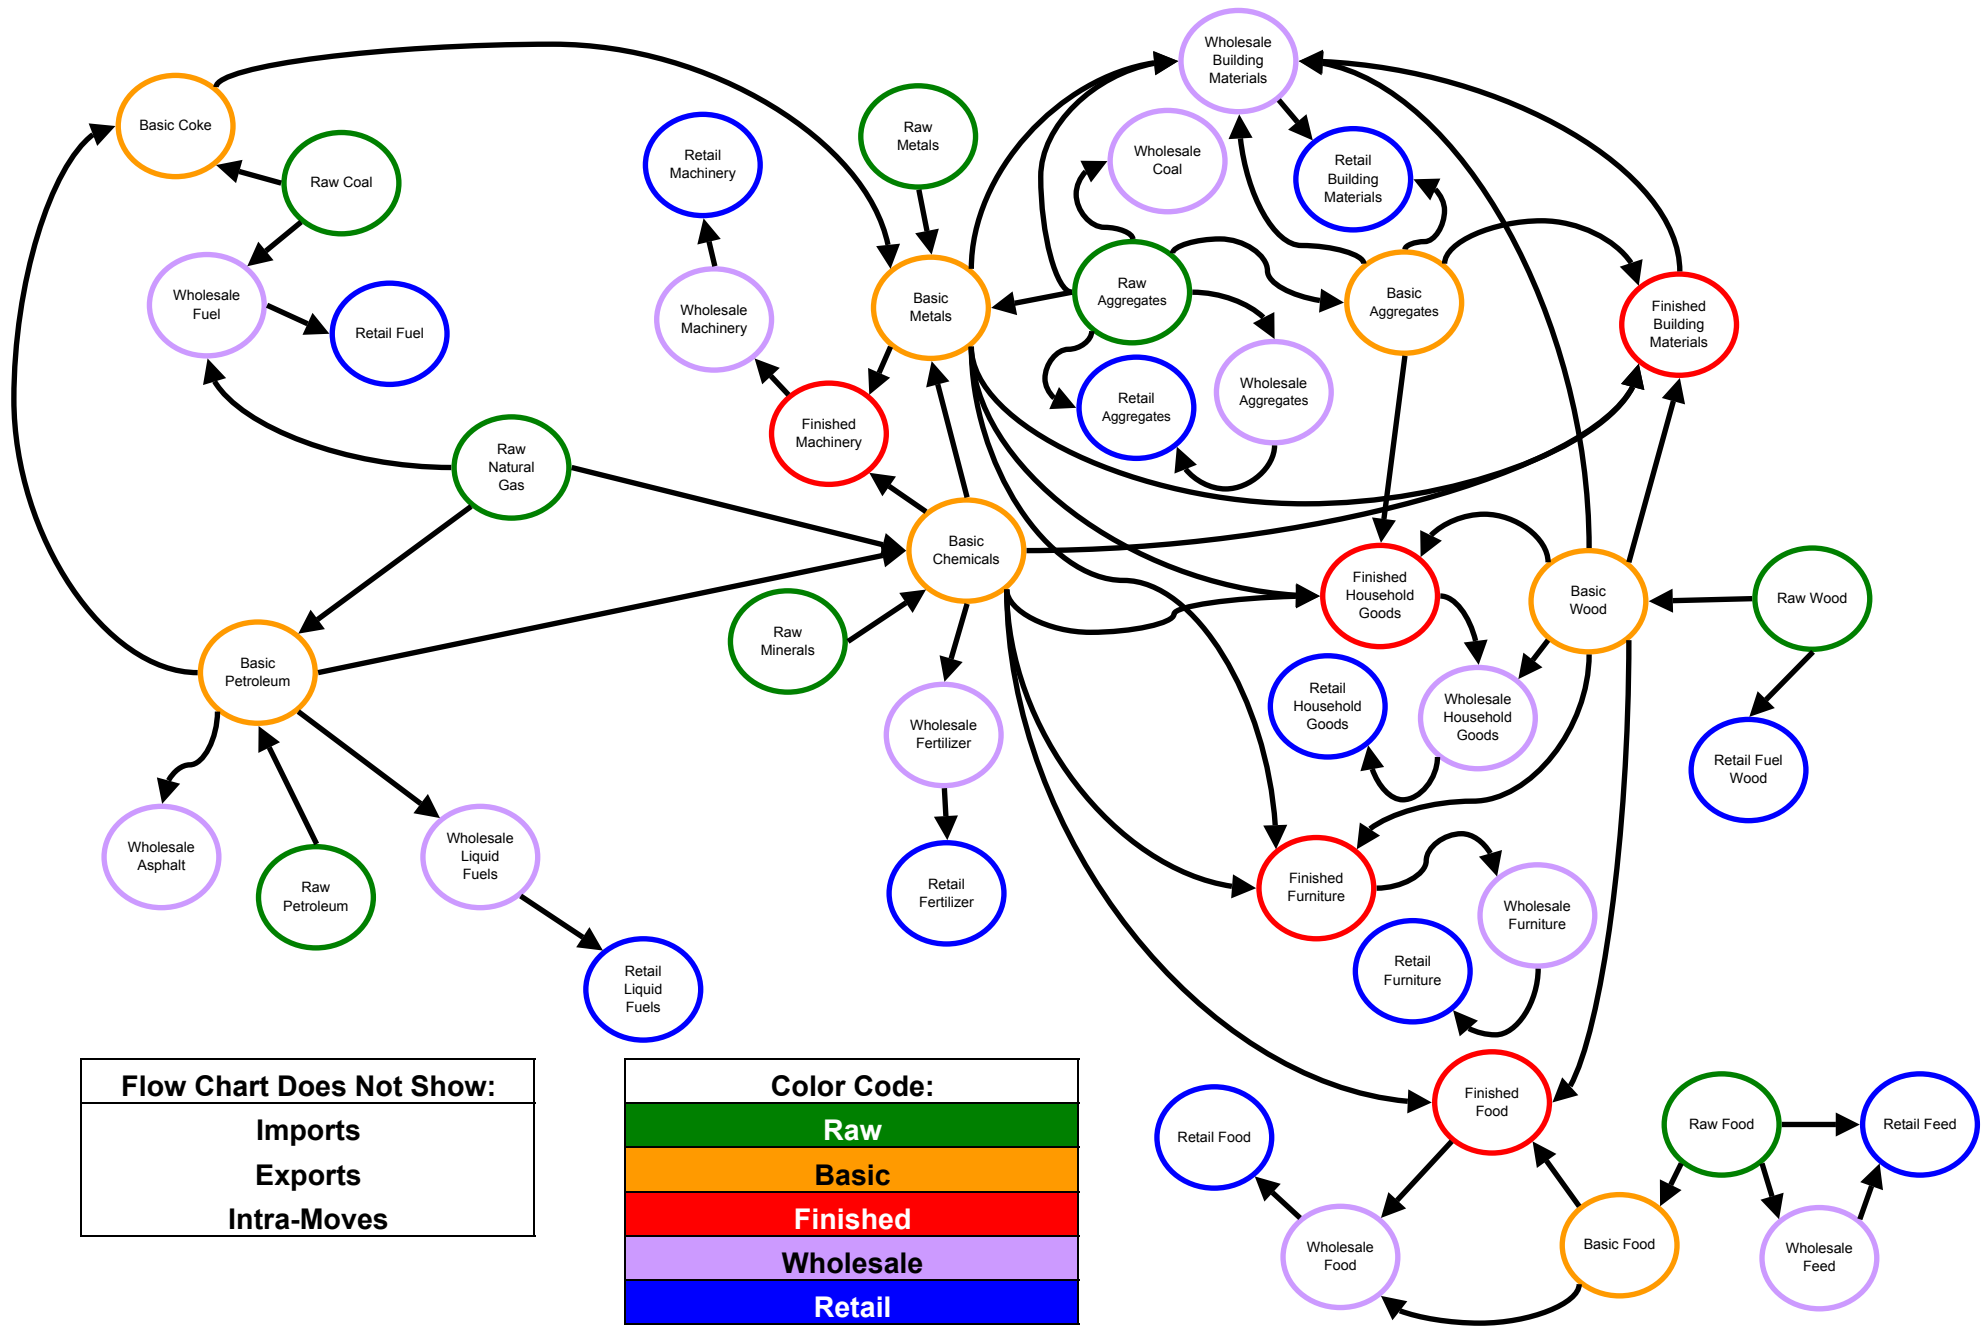 Wholesale
Building
Materials
Basic Coke
Raw
Metals
Retail
Machinery
Wholesale
Coal
Retail
Building
Materials
Raw Coal
Wholesale
Fuel
Retail Fuel
Wholesale
Machinery
Basic
Metals
Raw
Aggregates
Basic
Aggregates
Finished
Building
Materials
Retail
Aggregates
Wholesale
Aggregates
Finished
Machinery
Raw
Natural
Gas
Basic
Chemicals
Finished
Household
Goods
Basic
Wood
Raw Wood
Raw
Minerals
Basic
Petroleum
Retail
Household
Goods
Wholesale
Household
Goods
Wholesale
Fertilizer
Retail Fuel
Wood
Wholesale
Asphalt
Wholesale
Liquid
Fuels
Raw
Petroleum
Retail
Fertilizer
Finished
Furniture
Wholesale
Furniture
Retail
Furniture
Retail
Liquid
Fuels
Flow Chart Does Not Show:
Imports
Exports
Intra-Moves
Color Code:
Raw
Basic
Finished
Wholesale
Retail
Finished
Food
Retail Food
Raw Food
Retail Feed
Wholesale
Food
Basic Food
Wholesale
Feed